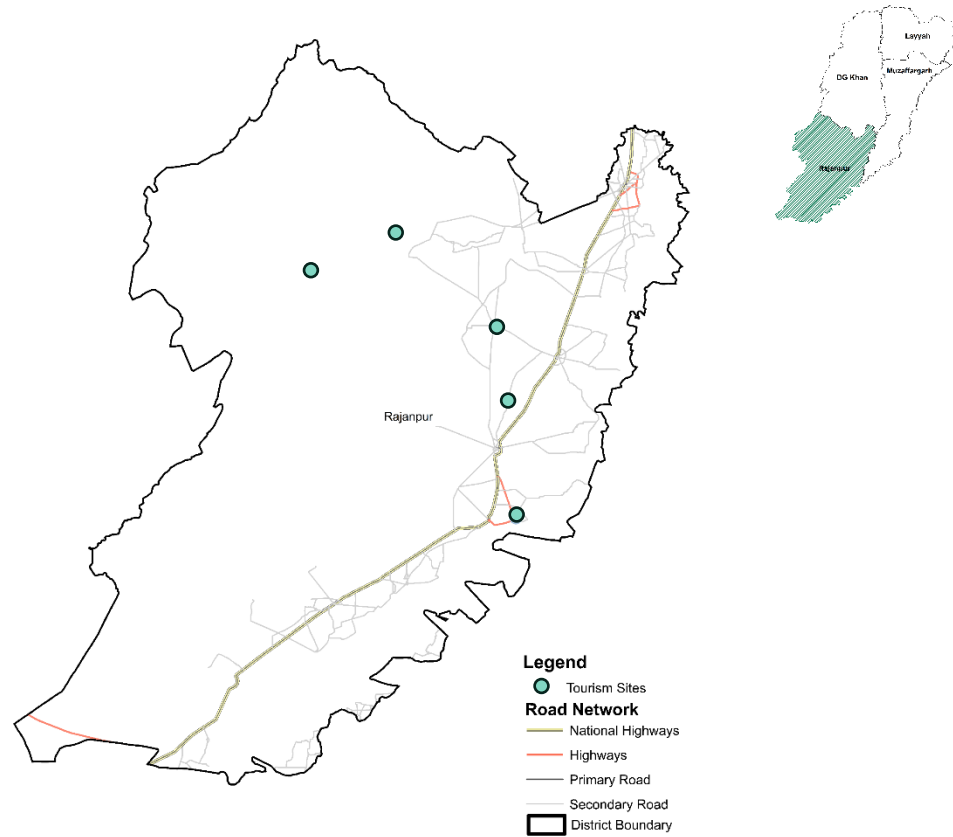 Layyah
DG Khan
Muzaffargarh
Rajanpur
Rajanpur
Legend
Tourism Sites
Road Network
National Highways
Highways
Primary Road
Secondary Road
District Boundary